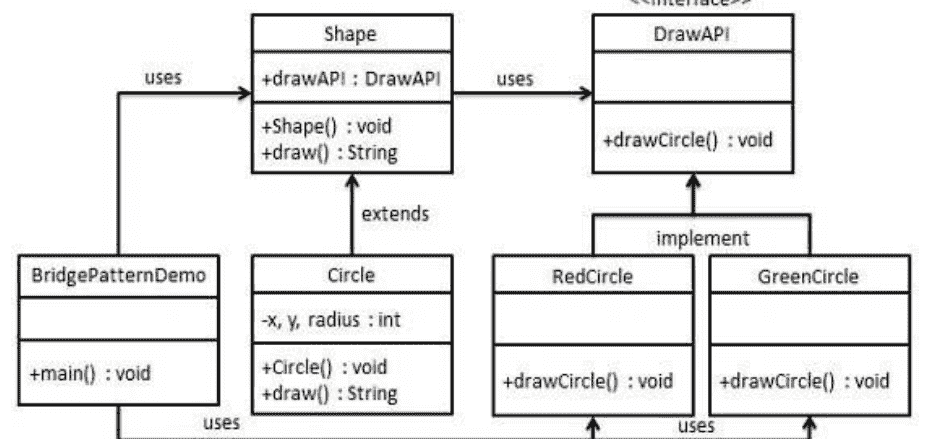 <<interface>>
Shape
+drawAPI : DrawAPI
+Shape() : void
+draw() : String
uses
uses
DrawAPI
+drawCircle() : void
extends
implement
BridgePatternDemo
+main() : void
Circle
-x, y, radius : int
+Circle() : void
+draw() : String
RedCircle
+drawCircle() : void
GreenCircle
+drawCircle() : void
uses
uses